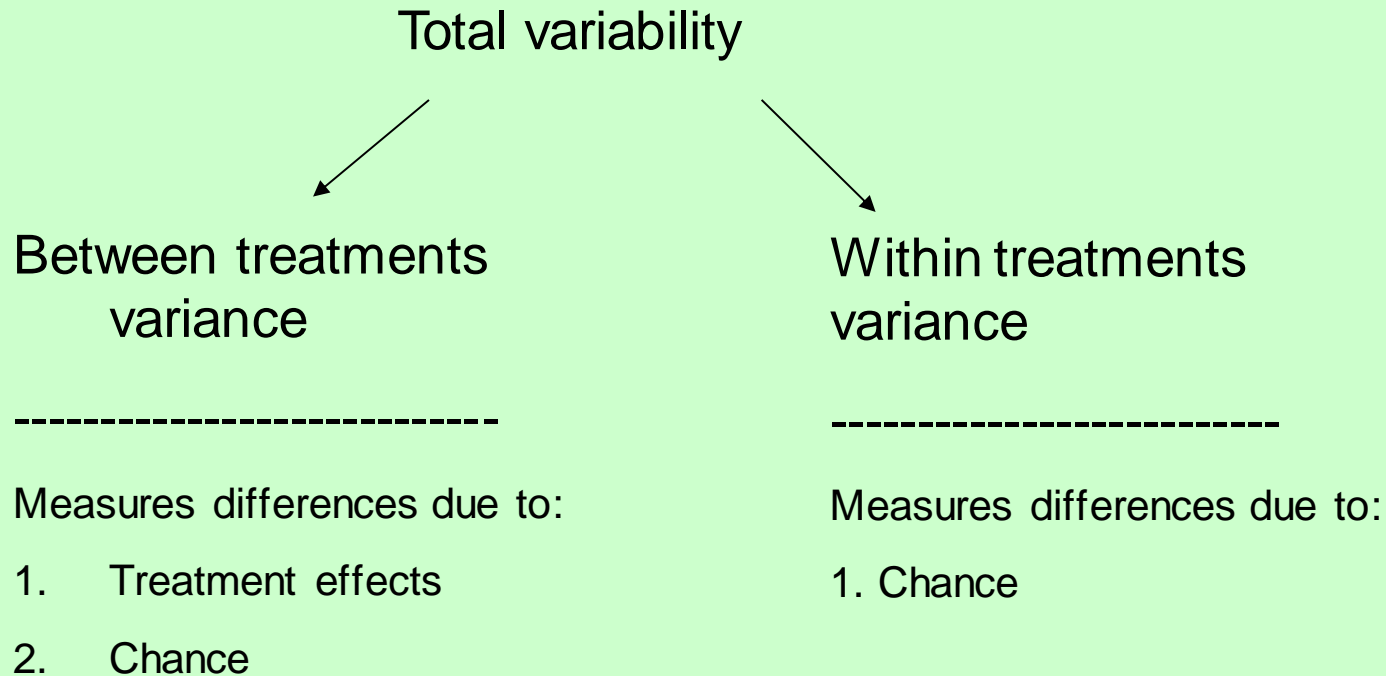 Total variability
Between treatments
variance
---------------------------
Measures differences due to:
1. Treatment effects
2. Chance
Within treatments
variance
-------------------------
Measures differences due to:
1. Chance